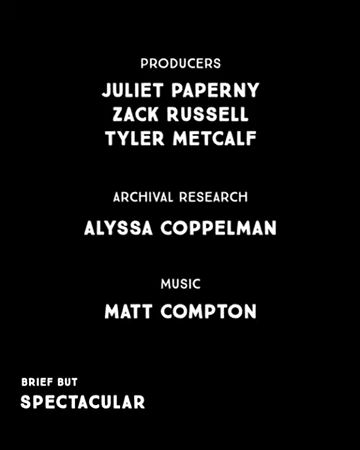 PRODUCERS
JULIET PAPERNY
ZACK RUSSELL
TYLER METCALF
ARCHIVAL RESEARCH
ALYSSA COPPELMAN
MUSIC
MATT COMPTON
BRIEF BUT
SPECTACULAR